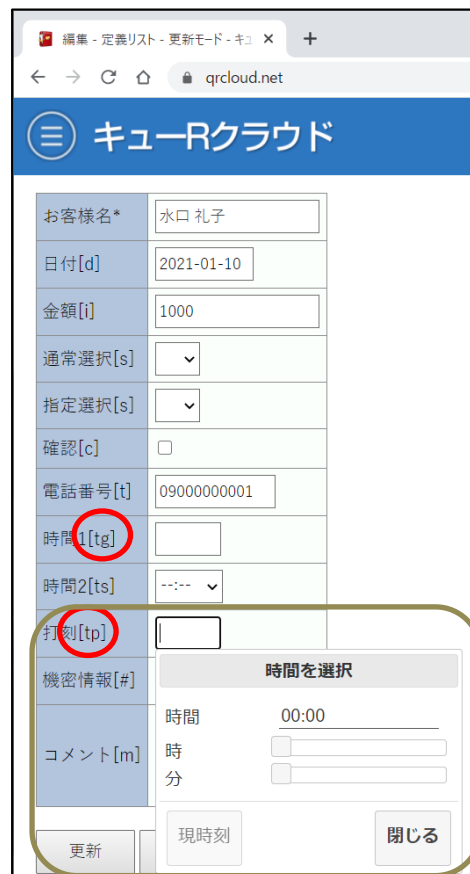 編集 - 定義リスト - 更新モード - キュ
qrcloud.net
キューRクラウド
お客様名* 水口 礼子
日付[d] 2021-01-10
金額[i] 1000
通常選択[s]
指定選択[s]
確認[c]
電話番号[t] 09000000001
時間1[tg]
時間2[ts] --:--
打刻[tp]
機密情報[#]
時間を選択
時間 00:00
コメント[m]
時
分
現時刻 閉じる
更新